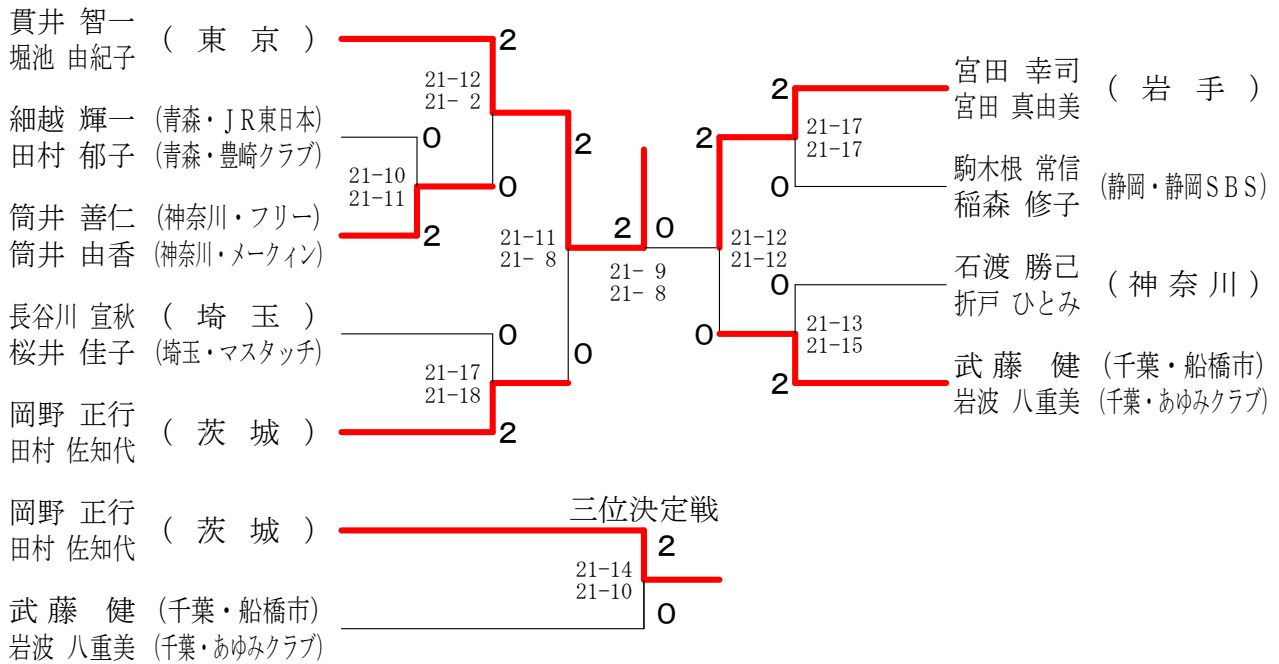 貫井 智一
堀池 由紀子
( 東 京 )
2
21-12
21- 2
細越 輝一 (青森・ＪＲ東日本)
田村 郁子 (青森・豊崎クラブ)
0
21-10
21-11
0
筒井 善仁 (神奈川・フリー)
筒井 由香 (神奈川・メークィン)
2
2
21-11
21- 8
長谷川 宣秋 ( 埼 玉 )
桜井 佳子 (埼玉・マスタッチ)
0
0
21-17
21-18
岡野 正行
田村 佐知代
( 茨 城 )
2
2 0
21- 9
21- 8
宮田 幸司
宮田 真由美
( 岩 手 )
2
2
21-17
21-17
駒木根 常信
稲森 修子
(静岡・静岡ＳＢＳ)
0
21-12
21-12
石渡 勝己
折戸 ひとみ
( 神 奈 川 )
0
0
21-13
21-15
武 藤 健 (千葉・船橋市)
岩波 八重美 (千葉・あゆみクラブ)
2
三位決定戦
岡野 正行
田村 佐知代
( 茨 城 )
2
21-14
21-10
0
武 藤 健 (千葉・船橋市)
岩波 八重美 (千葉・あゆみクラブ)